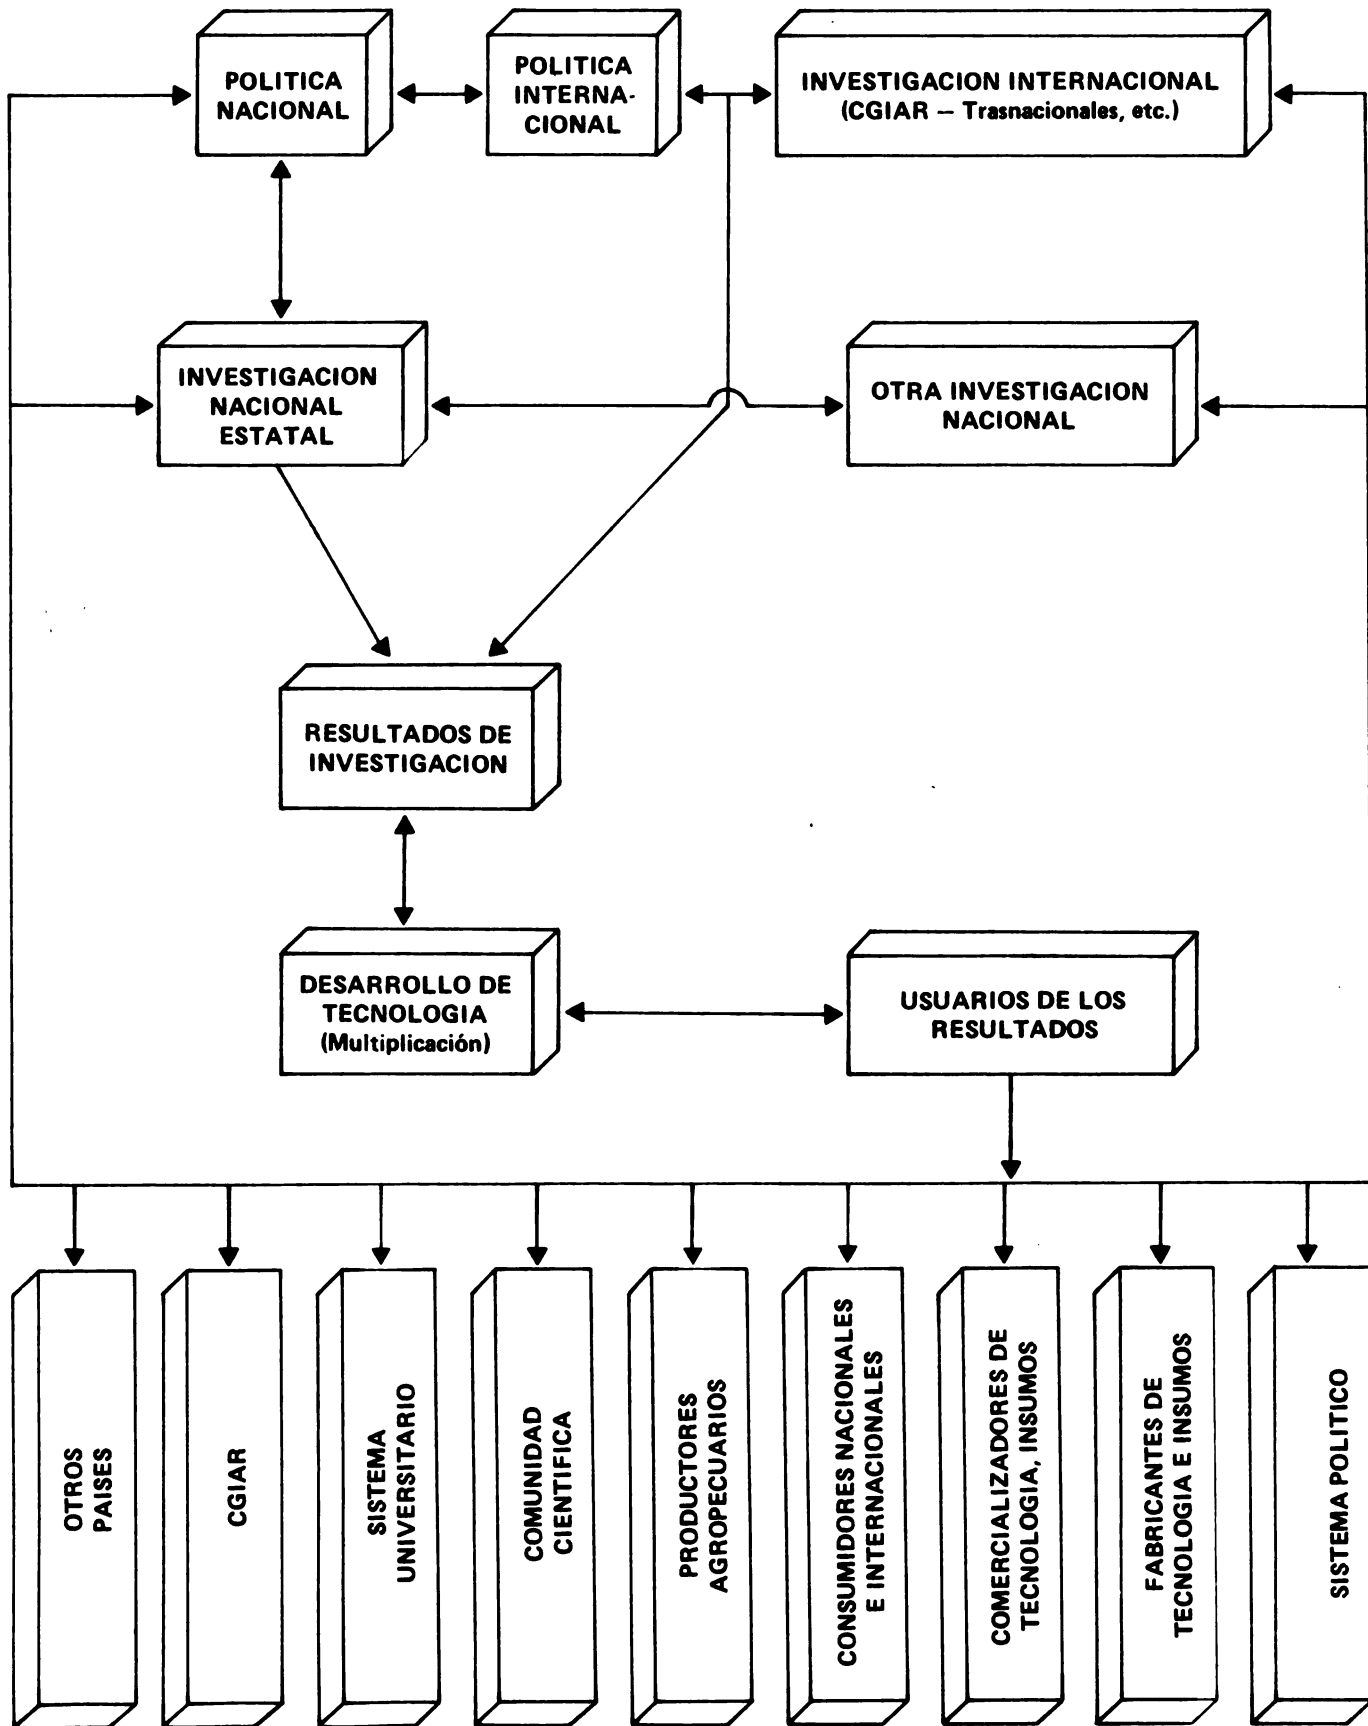 POLITICA
NACIONAL
POLITICA
INTERNA-
CIONAL
INVESTIGACION INTERNACIONAL
(CGIAR — Trasnacionales, etc.)
INVESTIGACION
NACIONAL
ESTATAL
OTRA INVESTIGACION
NACIONAL
RESULTADOS DE
INVESTIGACION
DESARROLLO DE
TECNOLOGIA
(Multiplicación)
USUARIOS DE LOS
RESULTADOS
OTROS
PAISES
CGIAR
SISTEMA
UNIVERSITARIO
COMUNIDAD
CIENTIFICA
PRODUCTORES
AGROPECUARIOS
CONSUMIDORES NACIONALES
E INTERNACIONALES
COMERCIALIZADORES DE
TECNOLOGIA, INSUMOS
FABRICANTES DE
TECNOLOGIA E INSUMOS
SISTEMA POLITICO